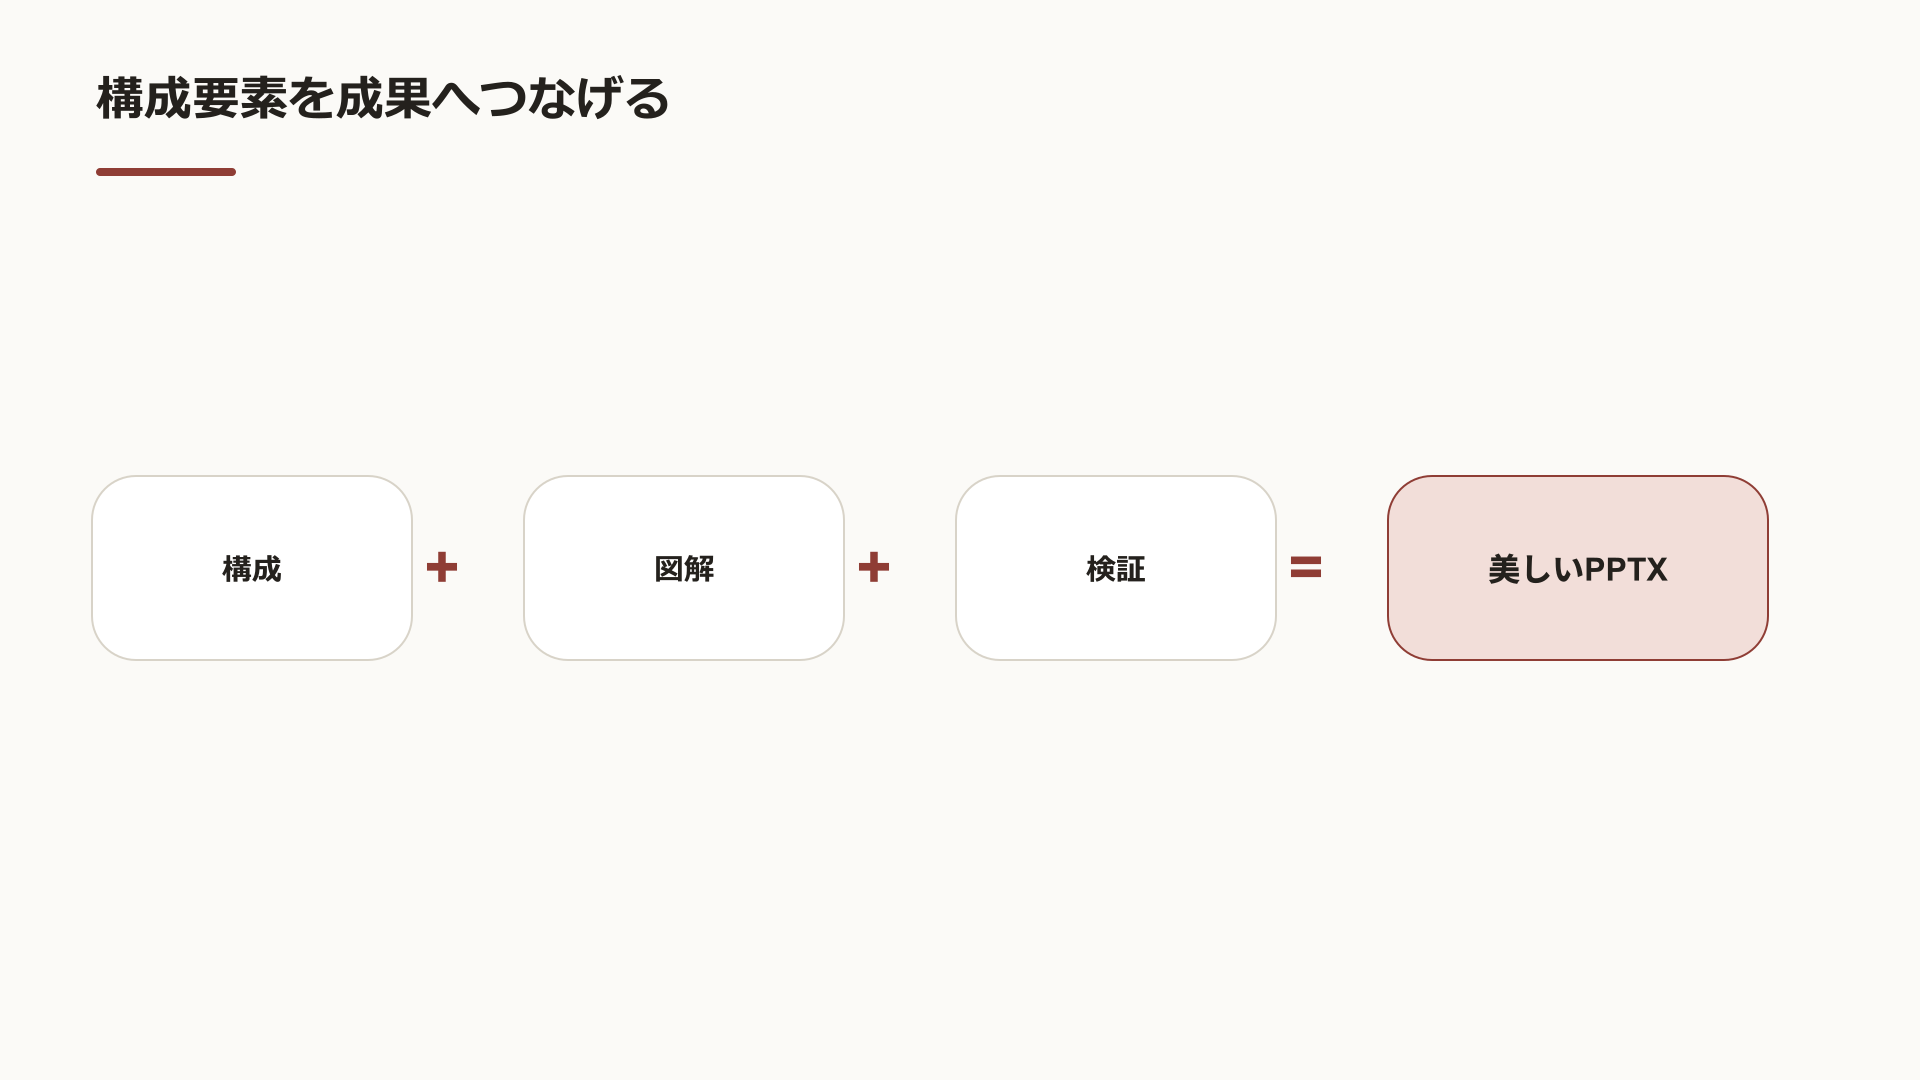 構成要素を成果へつなげる
構成 + 図解 + 検証 = 美しいPPTX